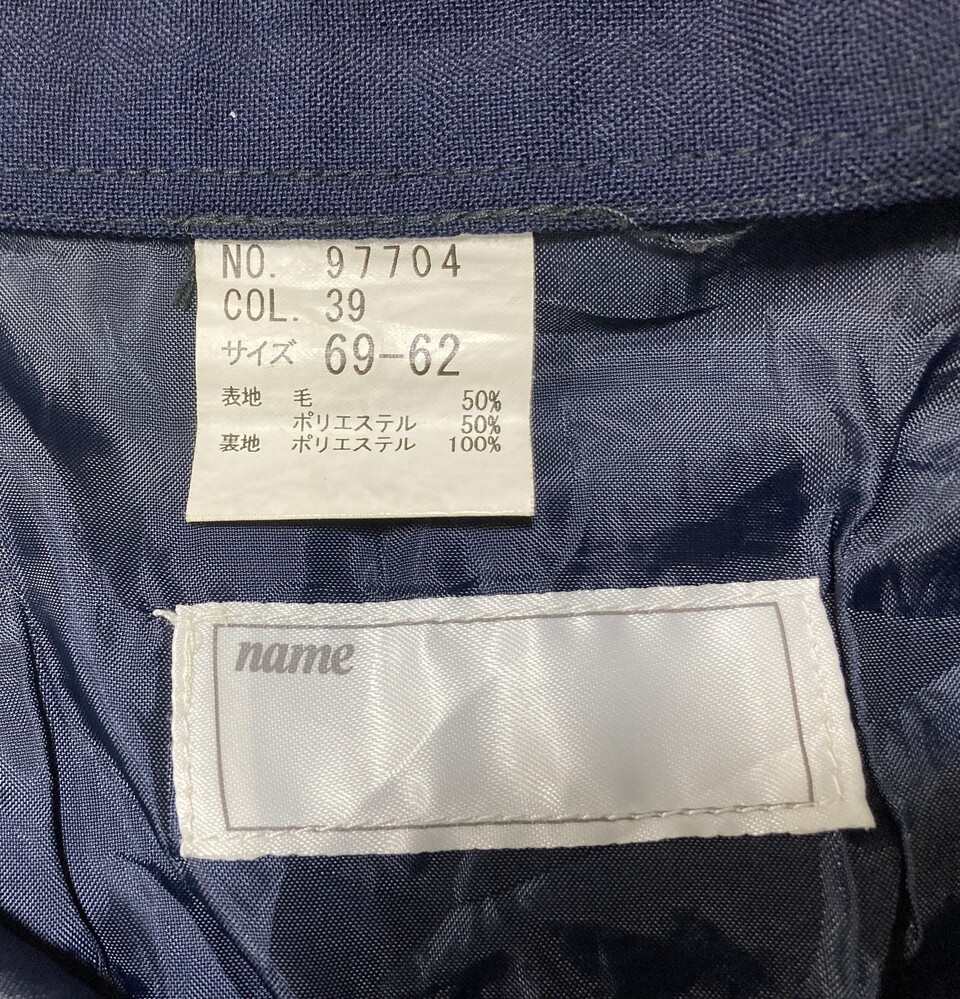 NO. 97704
COL. 39
サイズ 69-62
表地 毛 50%
ポリエステル 50%
裏地 ポリエステル 100%
name